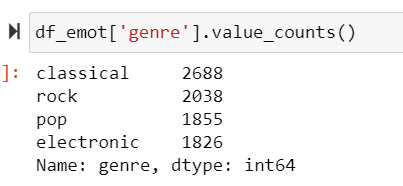 df_emot['genre'].value_counts()
]: classical 2688
rock 2038
pop 1855
electronic 1826
Name: genre, dtype: int64